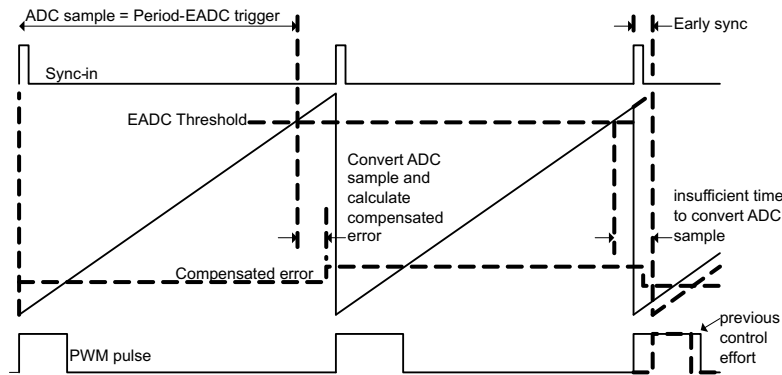 ADC sample = Period-EADC trigger
Early sync
Sync-in
EADC Threshold
Convert ADC
sample and
calculate
compensated
error
insufficient time
to convert ADC
sample
Compensated error
previous
control
effort
PWM pulse